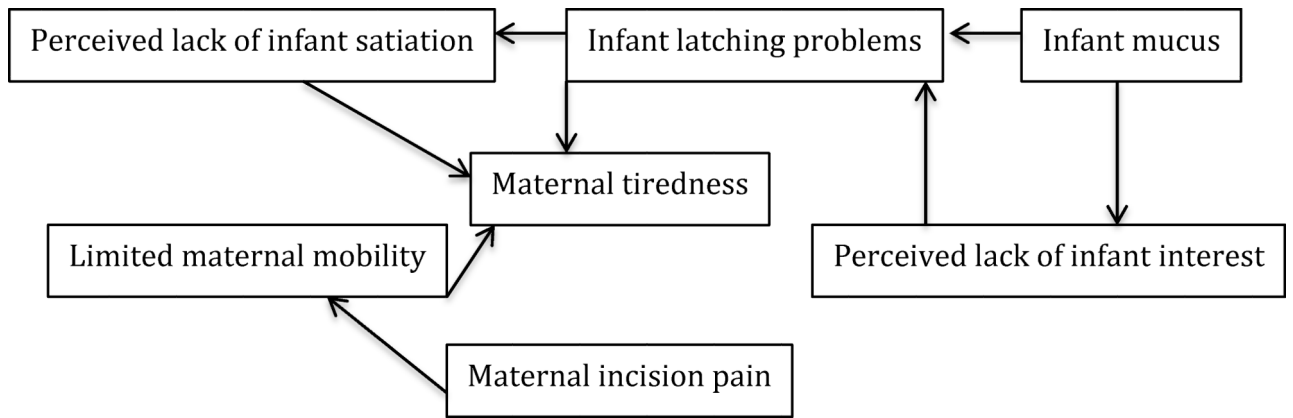 Perceived lack of infant satiation
Infant latching problems
Infant mucus
Maternal tiredness
Limited maternal mobility
Perceived lack of infant interest
Maternal incision pain